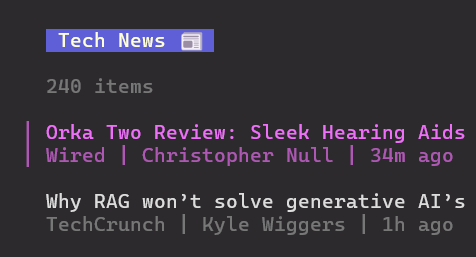 Tech News 📰
240 items
Orka Two Review: Sleek Hearing Aids
Wired | Christopher Null | 34m ago
Why RAG won’t solve generative AI’s
TechCrunch | Kyle Wiggers | 1h ago